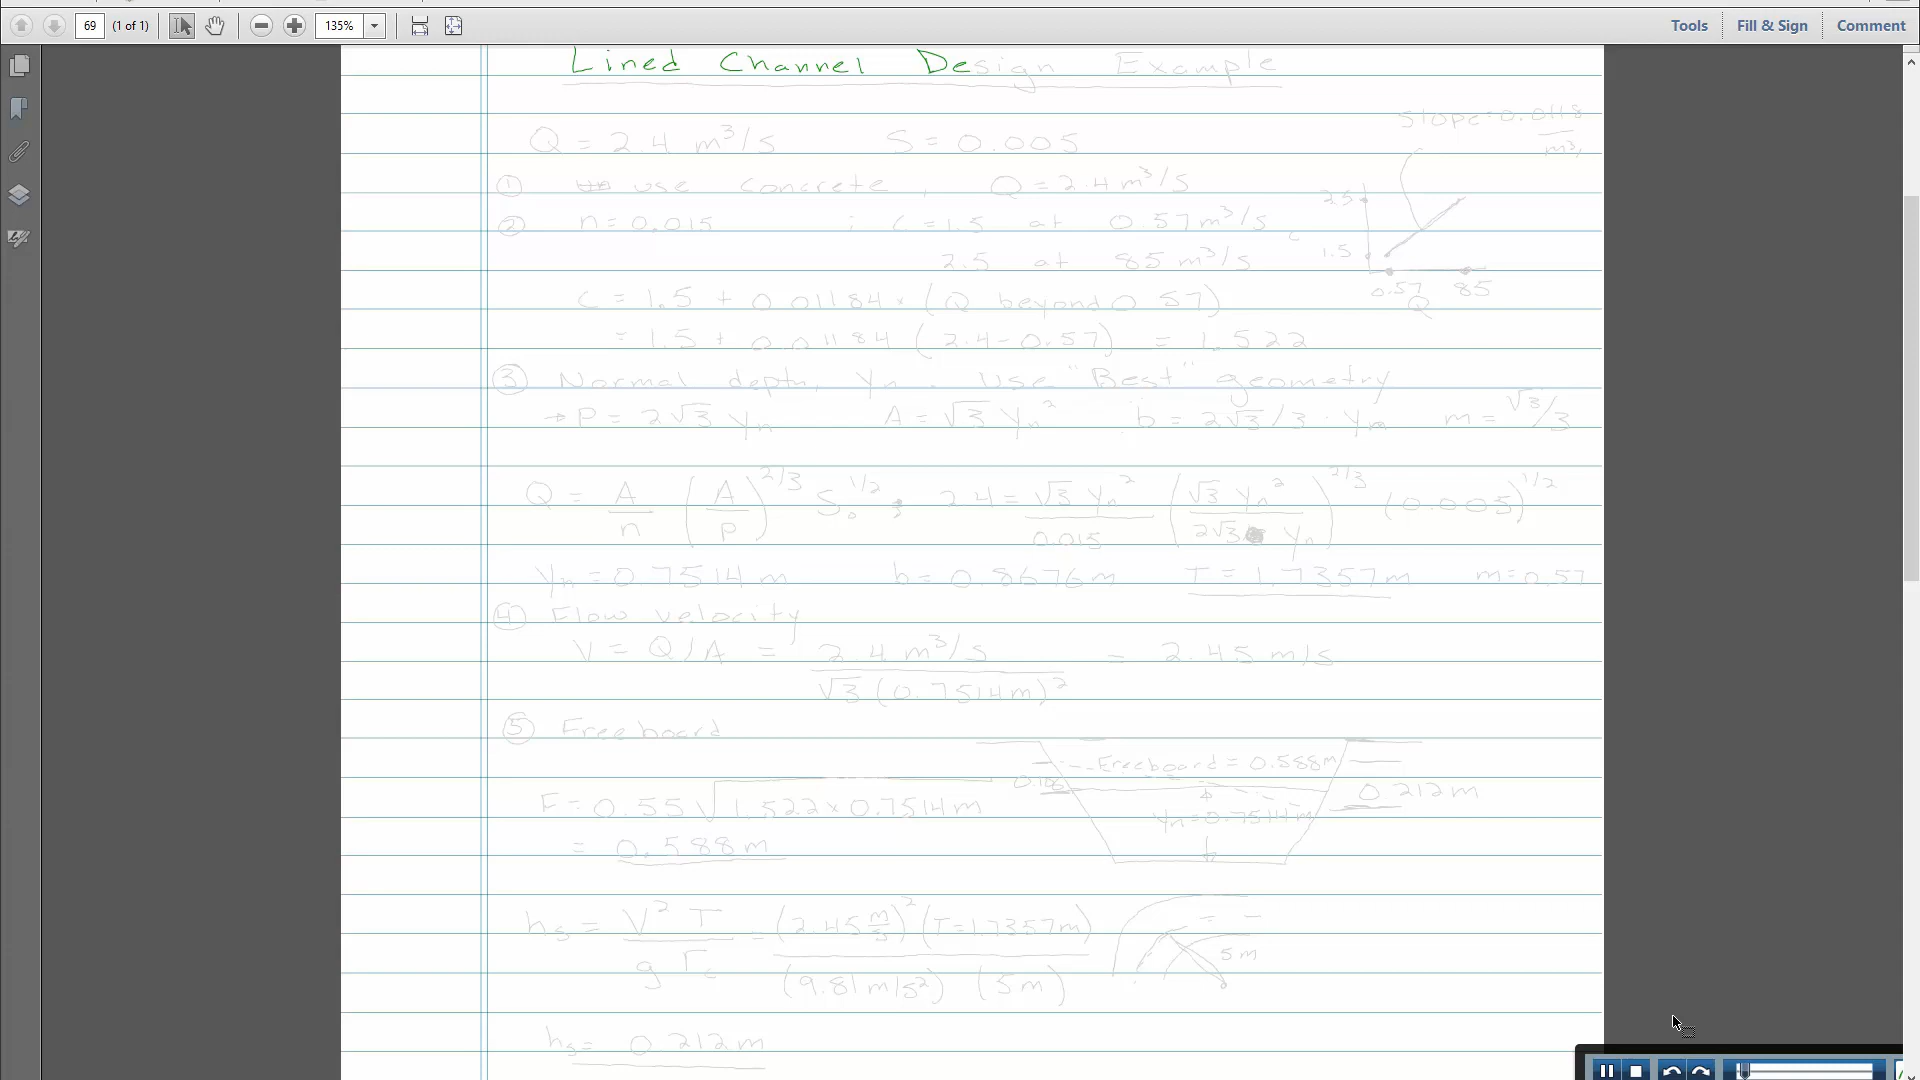 69 (1 of 1) 135% Tools Fill & Sign Comment
Lined Channel Design Example
Slope = 0.0118
m³/s
Q = 2.4 m³/s S = 0.005
① use concrete, Q = 2.4 m³/s
② n = 0.015 ; C = 1.5 at 0.57 m³/s
2.5 at 85 m³/s
2.5
C 1.5
0.57 85
Q
C = 1.5 + 0.01184 × (Q beyond 0.57)
= 1.5 + 0.01184 (2.4 - 0.57) = 1.522
③ Normal depth, yn. Use "Best" geometry
→ P = 2√3 yn A = √3 yn² b = 2√3/3 · yn m = √3/3
Q = A/n (A/P)^2/3 S₀^1/2 ; 2.4 = √3 yn²/0.015 (√3 yn²/2√3 yn)^2/3 (0.005)^1/2
yn = 0.7514 m b = 0.8676 m T = 1.7357 m m = 0.57
④ Flow velocity
V = Q/A = 2.4 m³/s / √3 (0.7514 m)² = 2.45 m/s
⑤ Freeboard
Freeboard = 0.588 m
0.212 m
yn = 0.7514 m
F = 0.55 √1.522 × 0.7514 m
= 0.588 m
hs = V² T / g rc = (2.45 m/s)² (T = 1.7357 m) / (9.81 m/s²) (5 m)
5 m
hs = 0.212 m